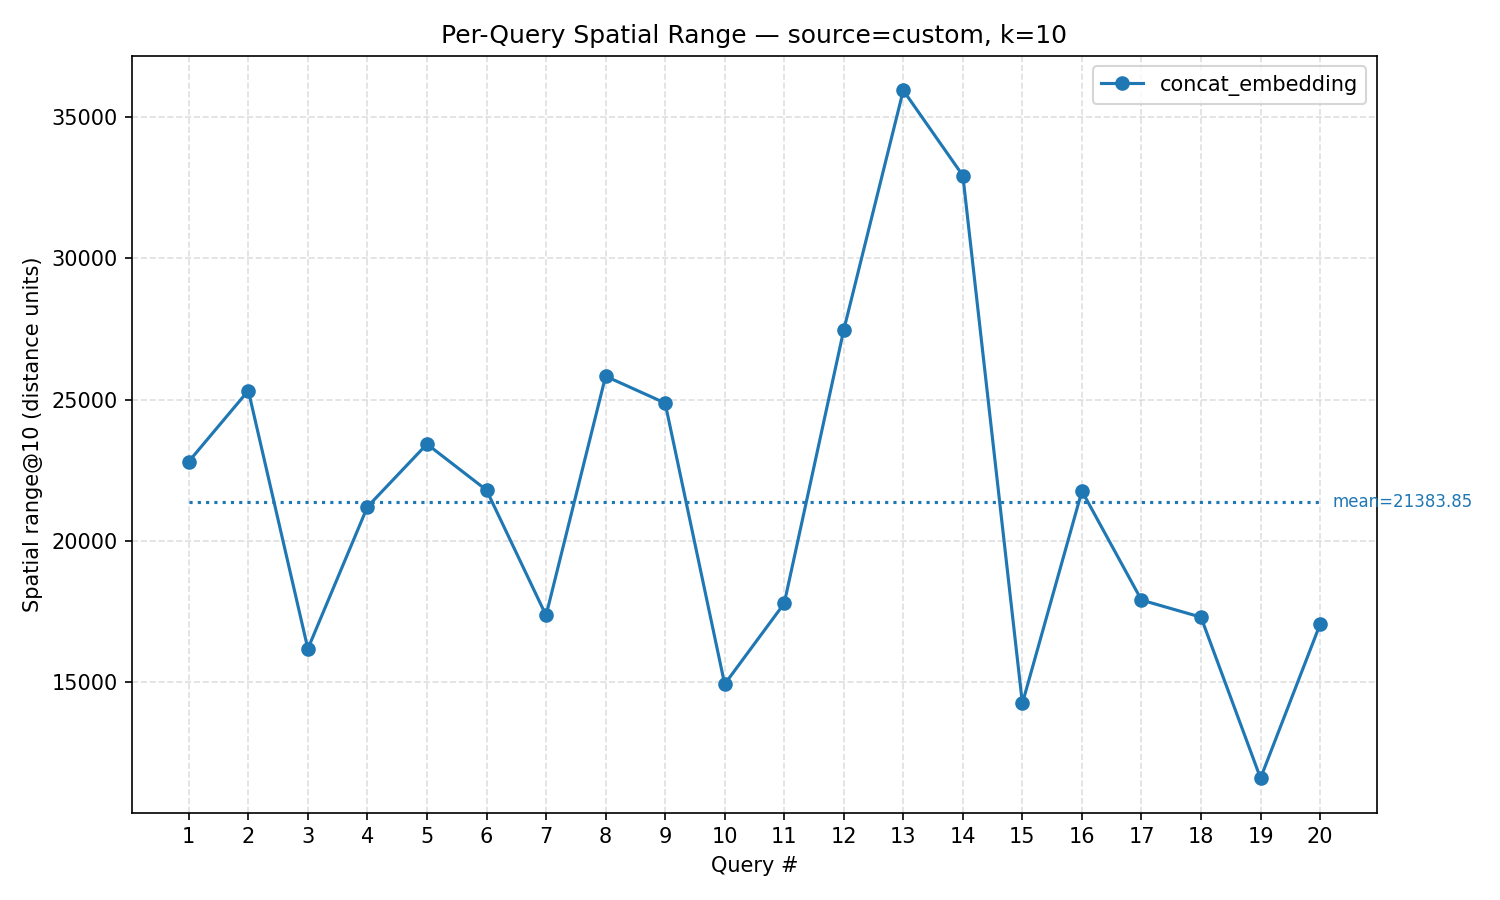 Per-Query Spatial Range — source=custom, k=10
concat_embedding
Spatial range@10 (distance units)
35000
30000
25000
20000
15000
mean=21383.85
1 2 3 4 5 6 7 8 9 10 11 12 13 14 15 16 17 18 19 20
Query #